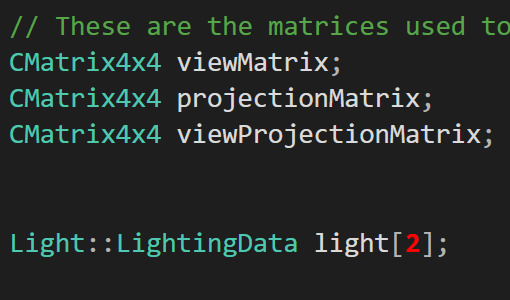 // These are the matrices used to
CMatrix4x4 viewMatrix;
CMatrix4x4 projectionMatrix;
CMatrix4x4 viewProjectionMatrix;
Light::LightingData light[2];